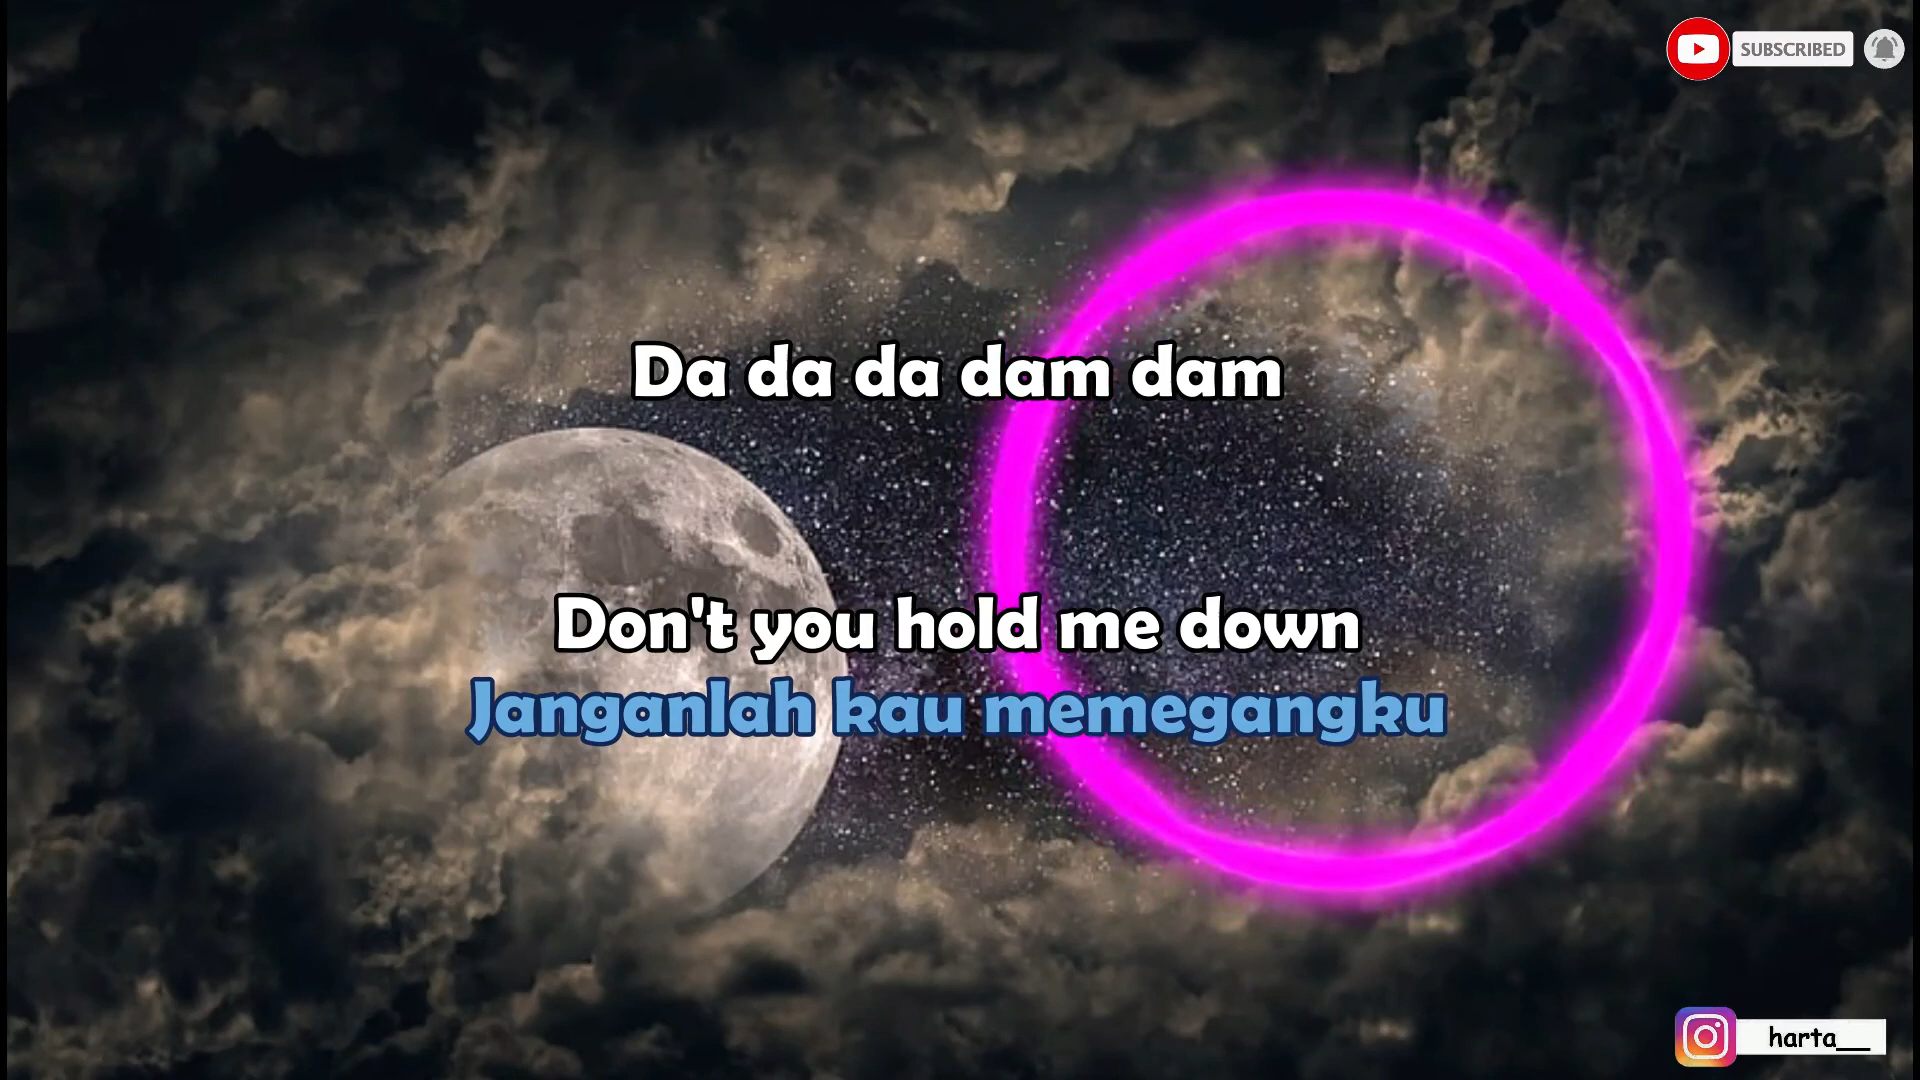 SUBSCRIBED
Da da da dam dam
Don't you hold me down
Janganlah kau memegangku
harta__